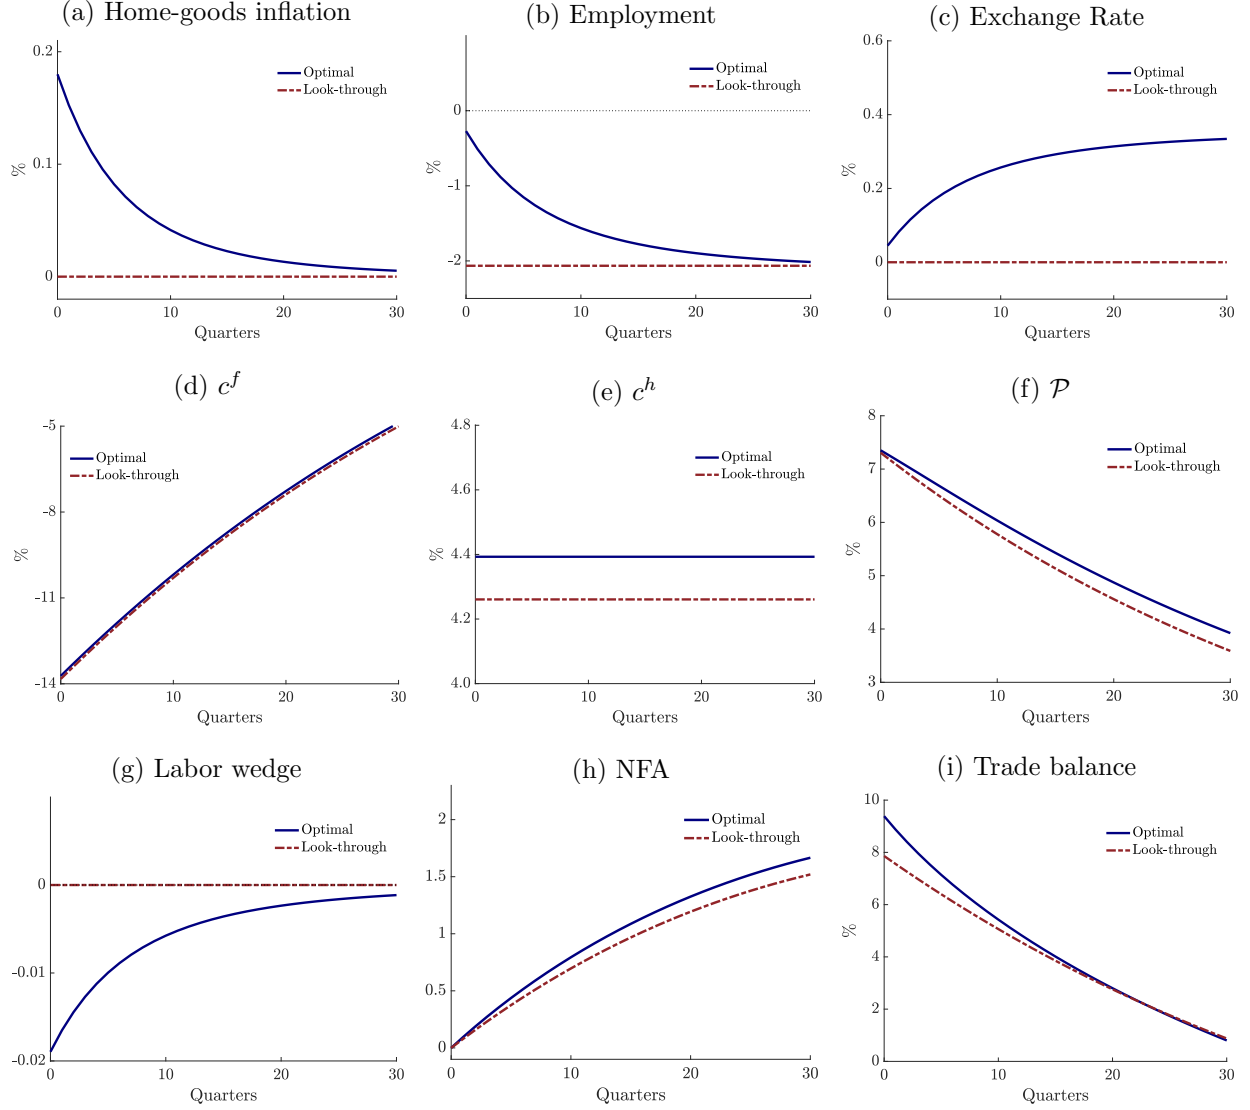 (a) Home-goods inflation
0.2
0.1
0
%
Optimal
Look-through
0 10 20 30
Quarters
(b) Employment
0
-1
-2
%
Optimal
Look-through
0 10 20 30
Quarters
(c) Exchange Rate
0.6
0.4
0.2
0
%
Optimal
Look-through
0 10 20 30
Quarters
(d) c^f
-5
-8
-11
-14
%
Optimal
Look-through
0 10 20 30
Quarters
(e) c^h
4.8
4.6
4.4
4.2
4.0
%
Optimal
Look-through
0 10 20 30
Quarters
(f) 𝒫
8
7
6
5
4
3
%
Optimal
Look-through
0 10 20 30
Quarters
(g) Labor wedge
0
-0.01
-0.02
Optimal
Look-through
0 10 20 30
Quarters
(h) NFA
2
1.5
1
0.5
0
Optimal
Look-through
0 10 20 30
Quarters
(i) Trade balance
10
8
6
4
2
0
%
Optimal
Look-through
0 10 20 30
Quarters